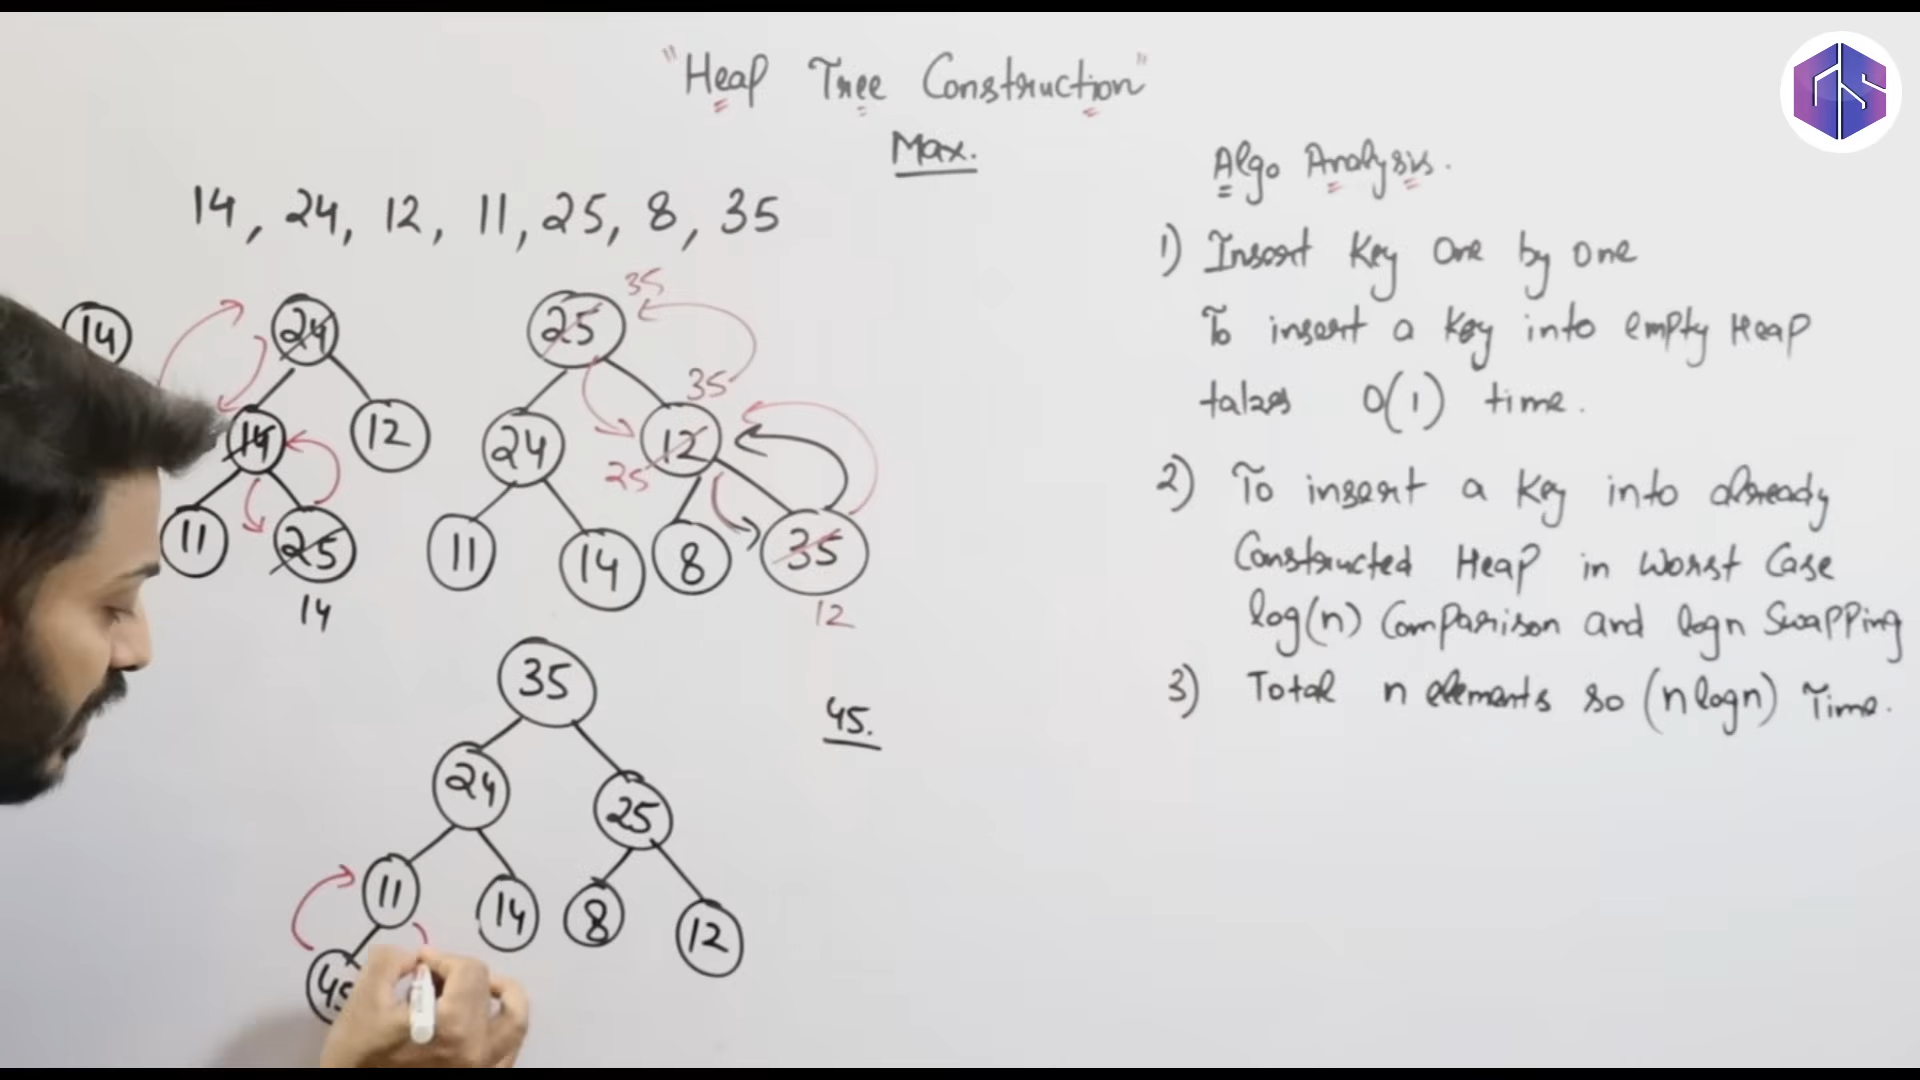 "Heap Tree Construction"
Max.
14, 24, 12, 11, 25, 8, 35
14
24
14
12
11
25
14
35
25
35
24
12
25
11
14
8
35
12
35
45.
24
25
11
14
8
12
45
Algo Analysis.
1) Insert Key One by one
To insert a Key into empty Heap
takes O(1) time.
2) To insert a Key into already
Constructed Heap in Worst Case
log(n) Comparison and logn Swapping
3) Total n elements so (nlogn) Time.